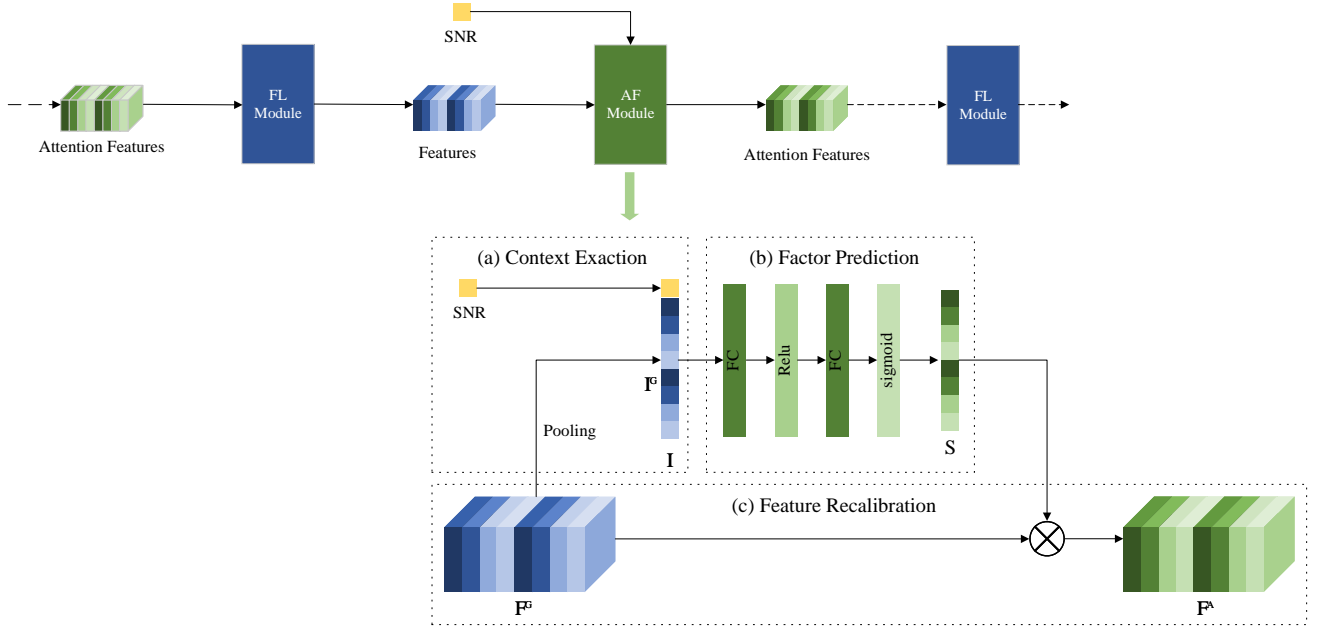 SNR
FL
Module
AF
Module
FL
Module
Attention Features
Features
Attention Features
(a) Context Exaction
(b) Factor Prediction
SNR
FC
Relu
FC
sigmoid
Iᴳ
Pooling
I
S
(c) Feature Recalibration
Fᴳ
Fᴬ